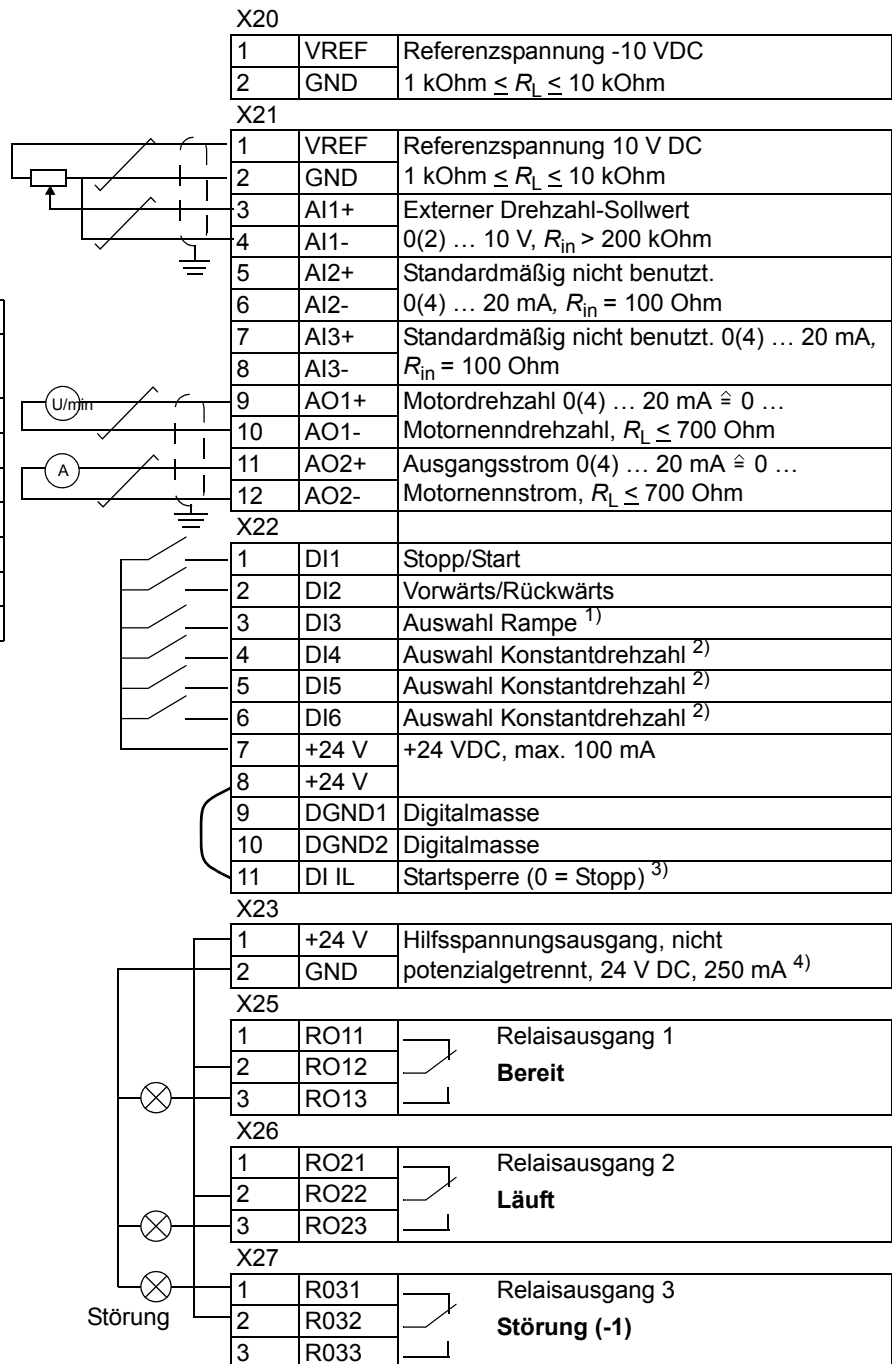 X20
1 VREF Referenzspannung -10 VDC
2 GND 1 kOhm ≤ RL ≤ 10 kOhm
X21
1 VREF Referenzspannung 10 V DC
2 GND 1 kOhm ≤ RL ≤ 10 kOhm
3 AI1+ Externer Drehzahl-Sollwert
4 AI1- 0(2) … 10 V, Rin > 200 kOhm
5 AI2+ Standardmäßig nicht benutzt.
6 AI2- 0(4) … 20 mA, Rin = 100 Ohm
7 AI3+ Standardmäßig nicht benutzt. 0(4) … 20 mA,
8 AI3- Rin = 100 Ohm
U/min 9 AO1+ Motordrehzahl 0(4) … 20 mA ≙ 0 …
10 AO1- Motornenndrehzahl, RL ≤ 700 Ohm
A 11 AO2+ Ausgangsstrom 0(4) … 20 mA ≙ 0 …
12 AO2- Motornennstrom, RL ≤ 700 Ohm
X22
1 DI1 Stopp/Start
2 DI2 Vorwärts/Rückwärts
3 DI3 Auswahl Rampe 1)
4 DI4 Auswahl Konstantdrehzahl 2)
5 DI5 Auswahl Konstantdrehzahl 2)
6 DI6 Auswahl Konstantdrehzahl 2)
7 +24 V +24 VDC, max. 100 mA
8 +24 V
9 DGND1 Digitalmasse
10 DGND2 Digitalmasse
11 DI IL Startsperre (0 = Stopp) 3)
X23
1 +24 V Hilfsspannungsausgang, nicht
2 GND potenzialgetrennt, 24 V DC, 250 mA 4)
X25
1 RO11 Relaisausgang 1
2 RO12 Bereit
3 RO13
X26
1 RO21 Relaisausgang 2
2 RO22 Läuft
3 RO23
X27
1 R031 Relaisausgang 3
Störung 2 R032 Störung (-1)
3 R033